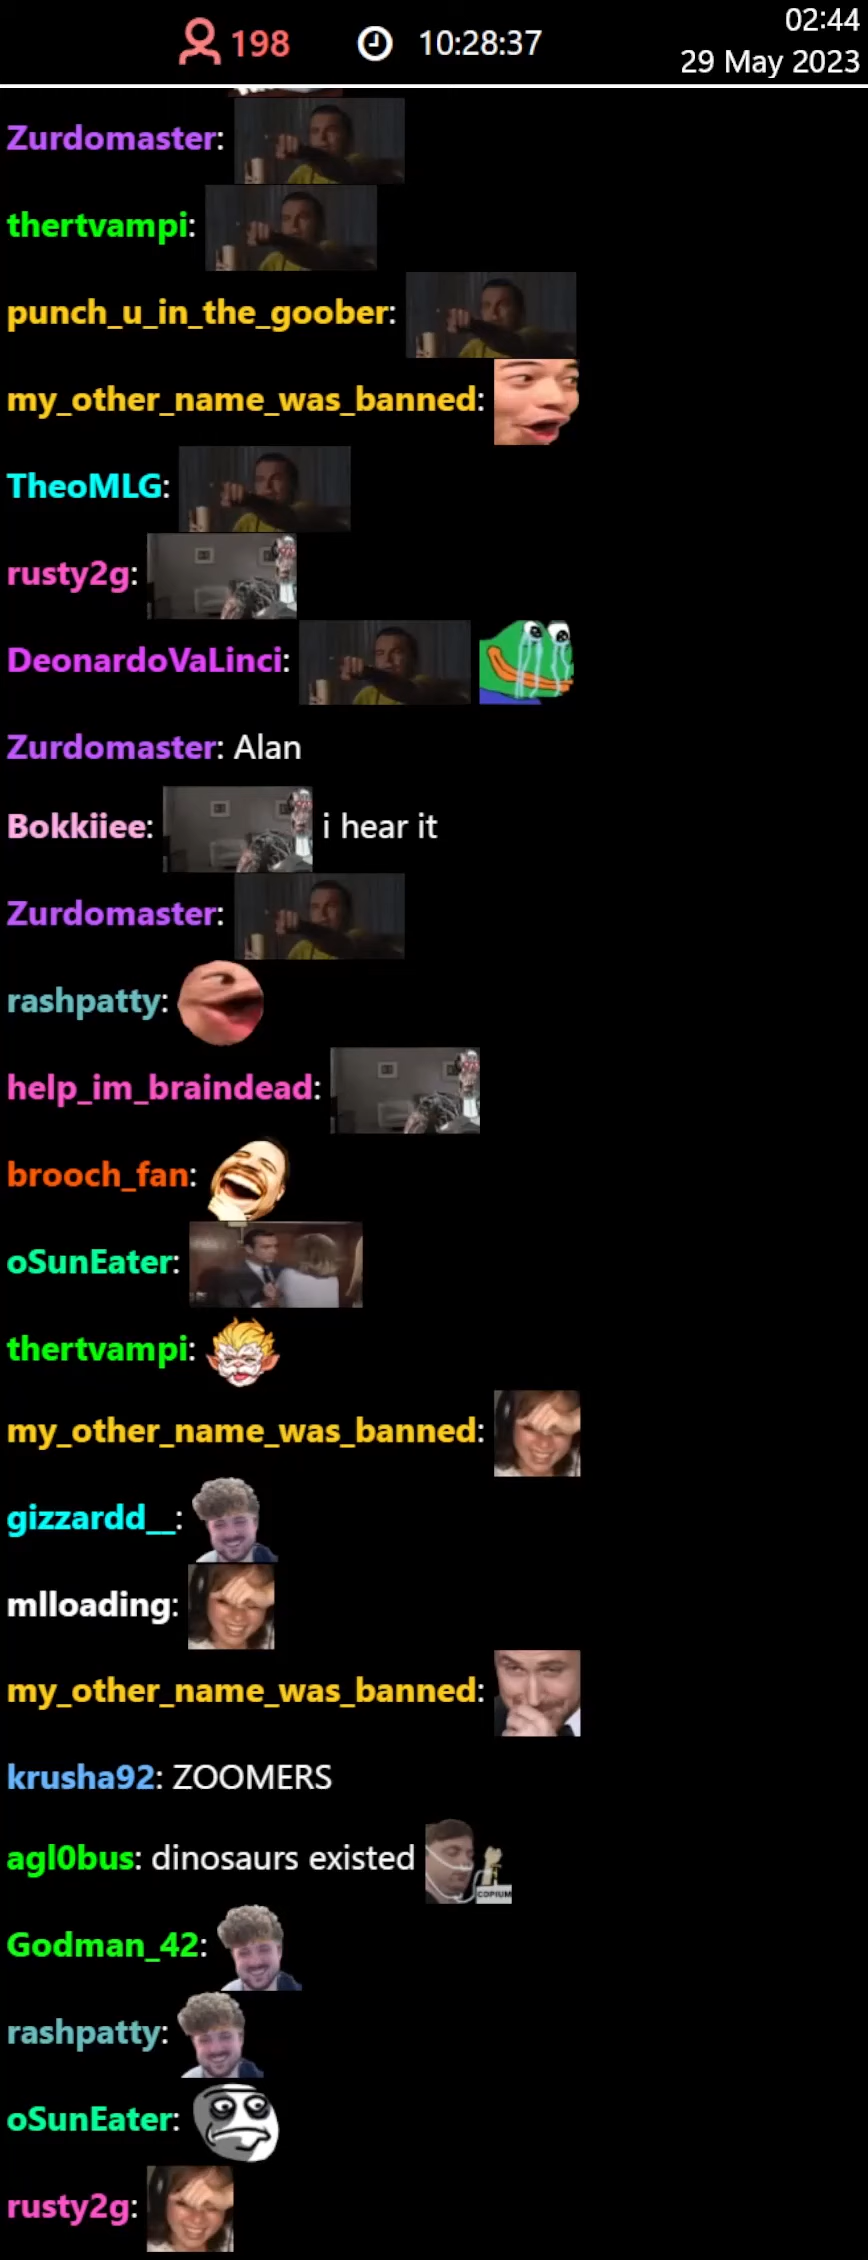 198 10:28:37 02:44
29 May 2023
Zurdomaster:
thertvampi:
punch_u_in_the_goober:
my_other_name_was_banned:
TheoMLG:
rusty2g:
DeonardoVaLinci:
Zurdomaster: Alan
Bokkiiee: i hear it
Zurdomaster:
rashpatty:
help_im_braindead:
brooch_fan:
oSunEater:
thertvampi:
my_other_name_was_banned:
gizzardd__:
mlloading:
my_other_name_was_banned:
krusha92: ZOOMERS
agl0bus: dinosaurs existed COPIUM
Godman_42:
rashpatty:
oSunEater:
rusty2g: